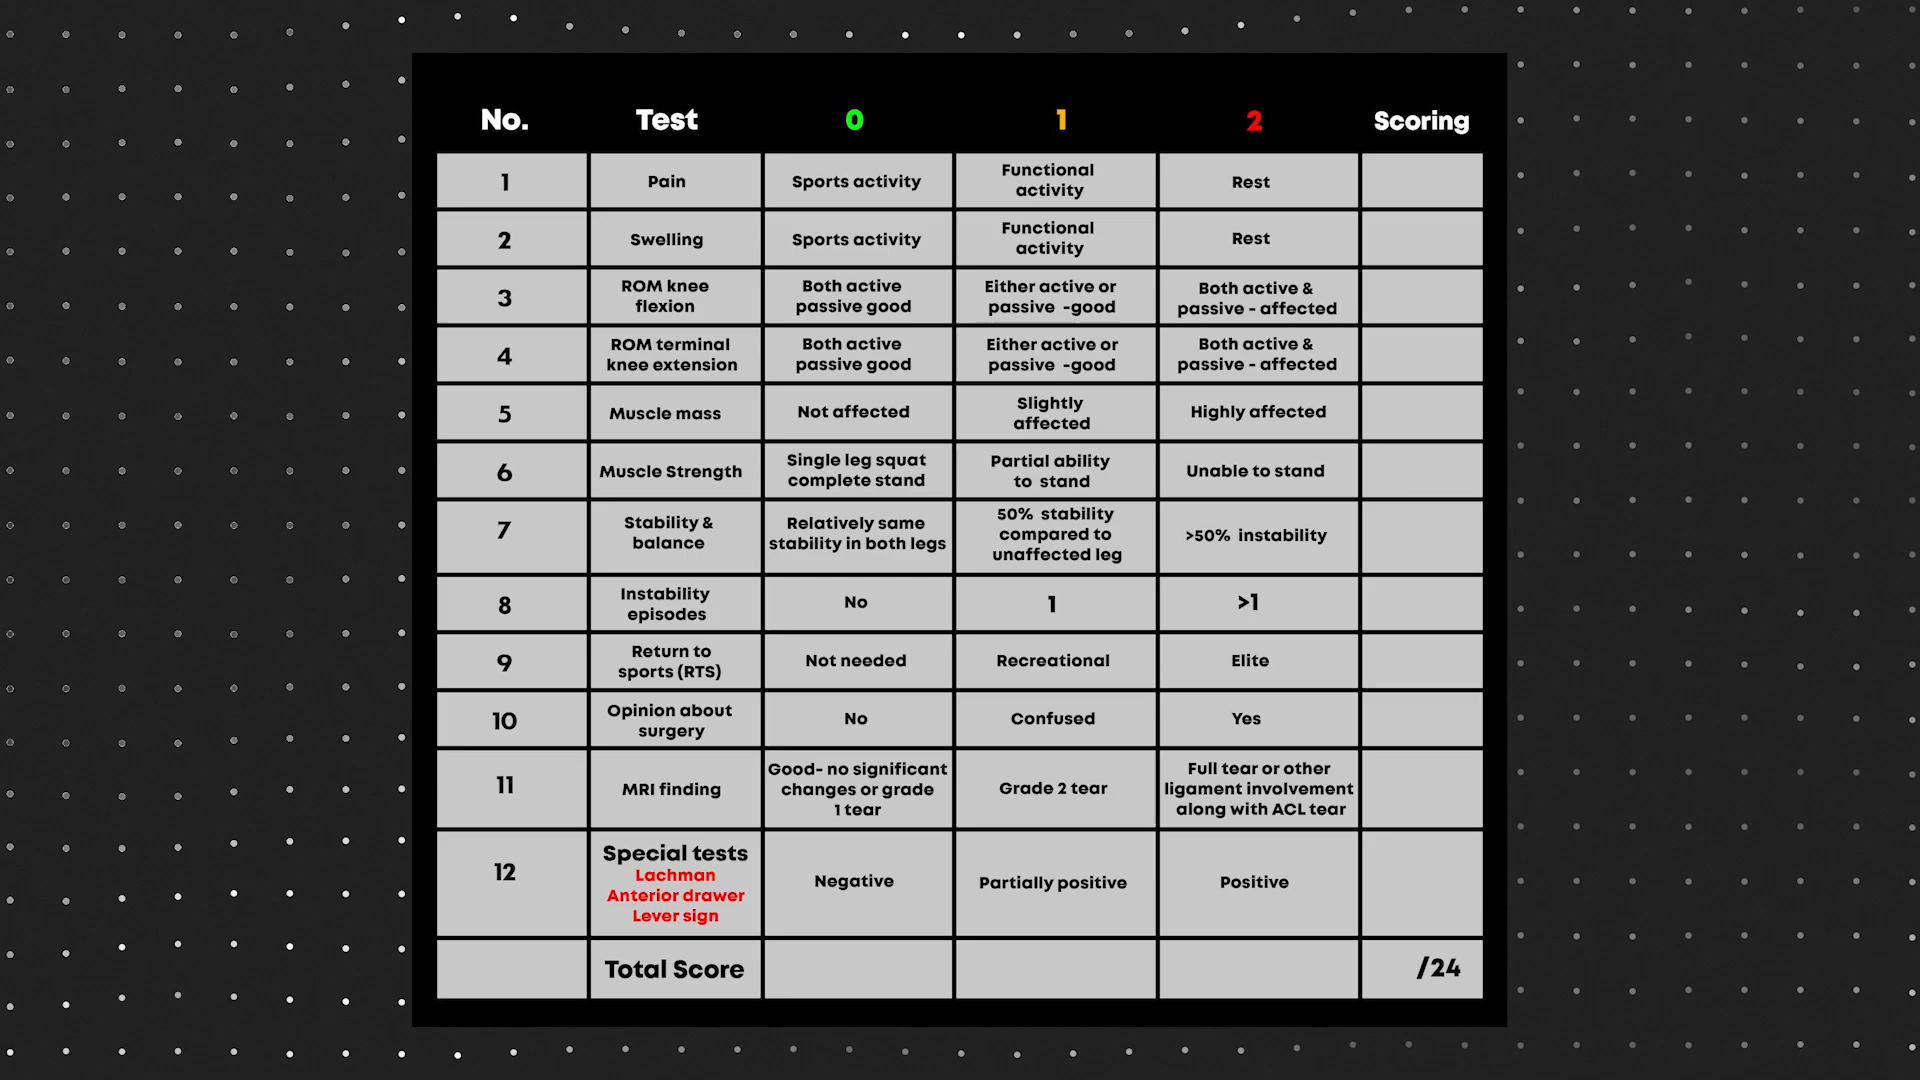 No. Test 0 1 2 Scoring
1 Pain Sports activity Functional activity Rest
2 Swelling Sports activity Functional activity Rest
3 ROM knee flexion Both active passive good Either active or passive -good Both active & passive - affected
4 ROM terminal knee extension Both active passive good Either active or passive -good Both active & passive - affected
5 Muscle mass Not affected Slightly affected Highly affected
6 Muscle Strength Single leg squat complete stand Partial ability to stand Unable to stand
7 Stability & balance Relatively same stability in both legs 50% stability compared to unaffected leg >50% instability
8 Instability episodes No 1 >1
9 Return to sports (RTS) Not needed Recreational Elite
10 Opinion about surgery No Confused Yes
11 MRI finding Good- no significant changes or grade 1 tear Grade 2 tear Full tear or other ligament involvement along with ACL tear
12 Special tests Lachman Anterior drawer Lever sign Negative Partially positive Positive
Total Score /24